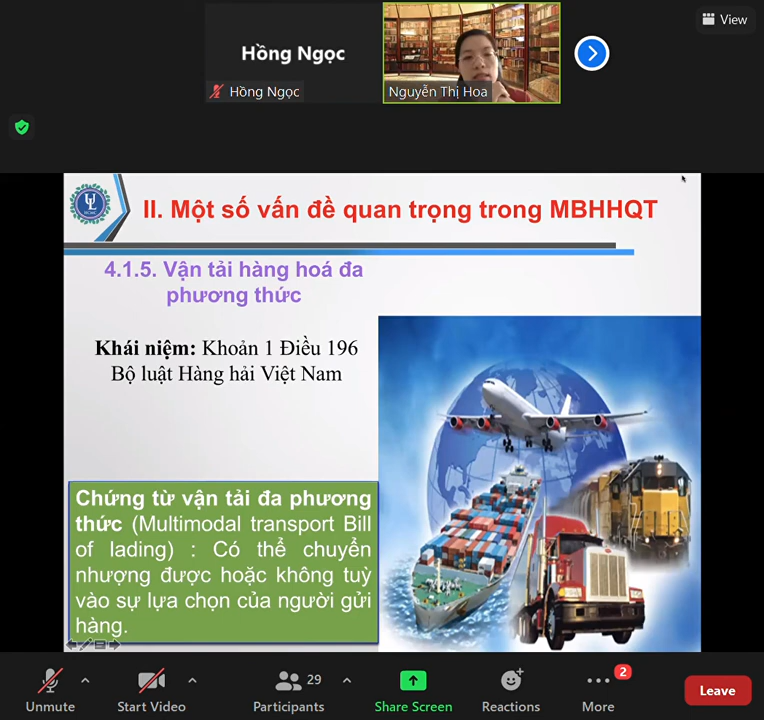 View
Hồng Ngọc
Hồng Ngọc
Nguyễn Thị Hoa
II. Một số vấn đề quan trọng trong MBHHQT
4.1.5. Vận tải hàng hoá đa
phương thức
Khái niệm: Khoản 1 Điều 196
Bộ luật Hàng hải Việt Nam
Chứng từ vận tải đa phương
thức (Multimodal transport Bill
of lading) : Có thể chuyển
nhượng được hoặc không tuỳ
vào sự lựa chọn của người gửi
hàng.
Unmute
Start Video
29
Participants
Share Screen
Reactions
2
More
Leave